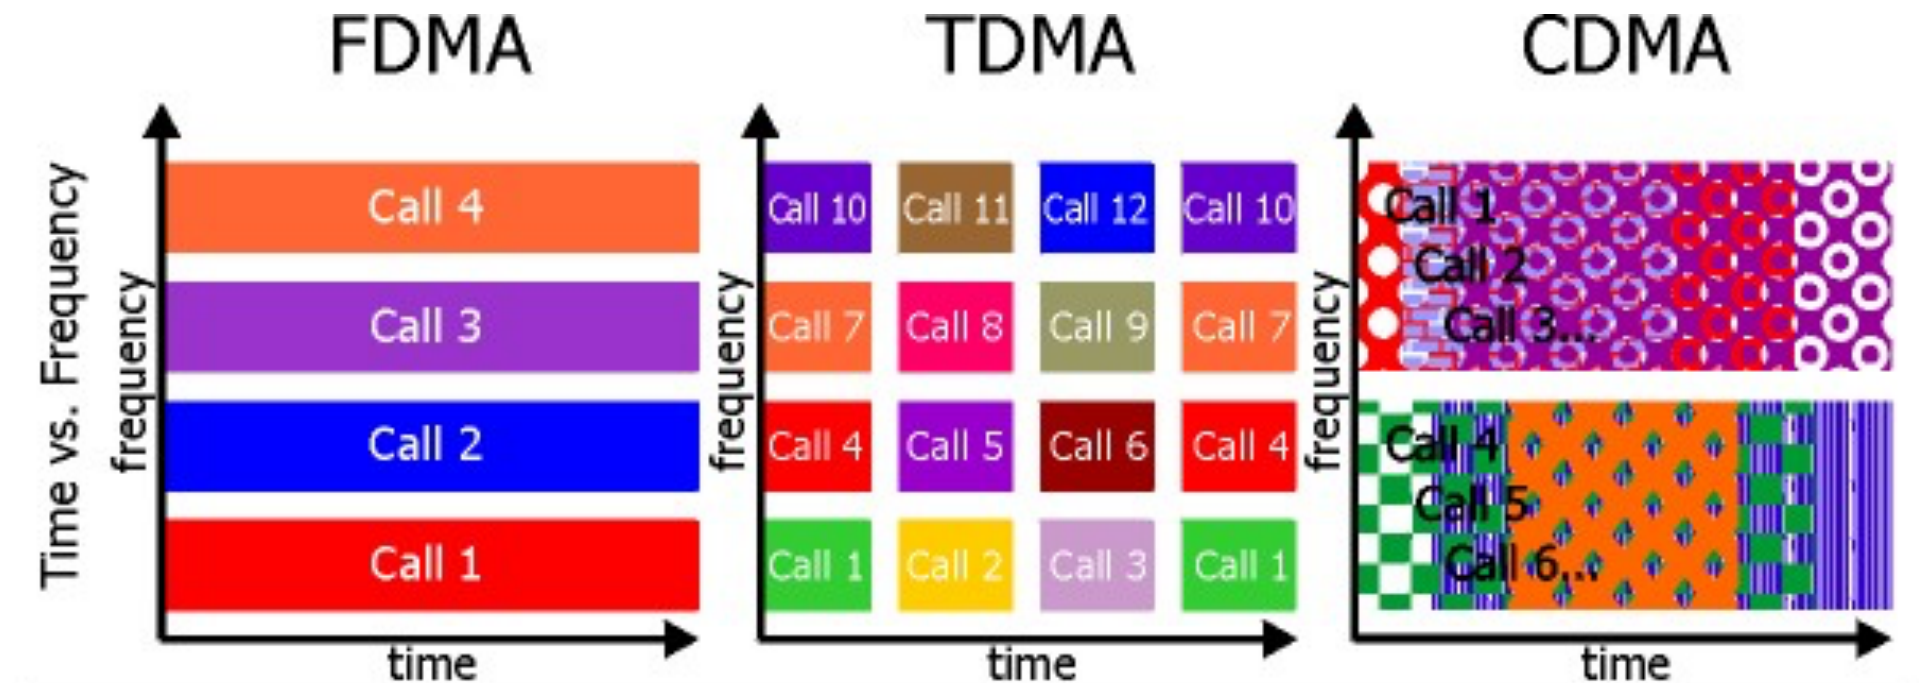 FDMA
TDMA
CDMA
Time vs. Frequency
frequency
Call 4
Call 3
Call 2
Call 1
time
frequency
Call 10 Call 11 Call 12 Call 10
Call 7 Call 8 Call 9 Call 7
Call 4 Call 5 Call 6 Call 4
Call 1 Call 2 Call 3 Call 1
time
frequency
Call 1
Call 2
Call 3...
Call 4
Call 5
Call 6...
time